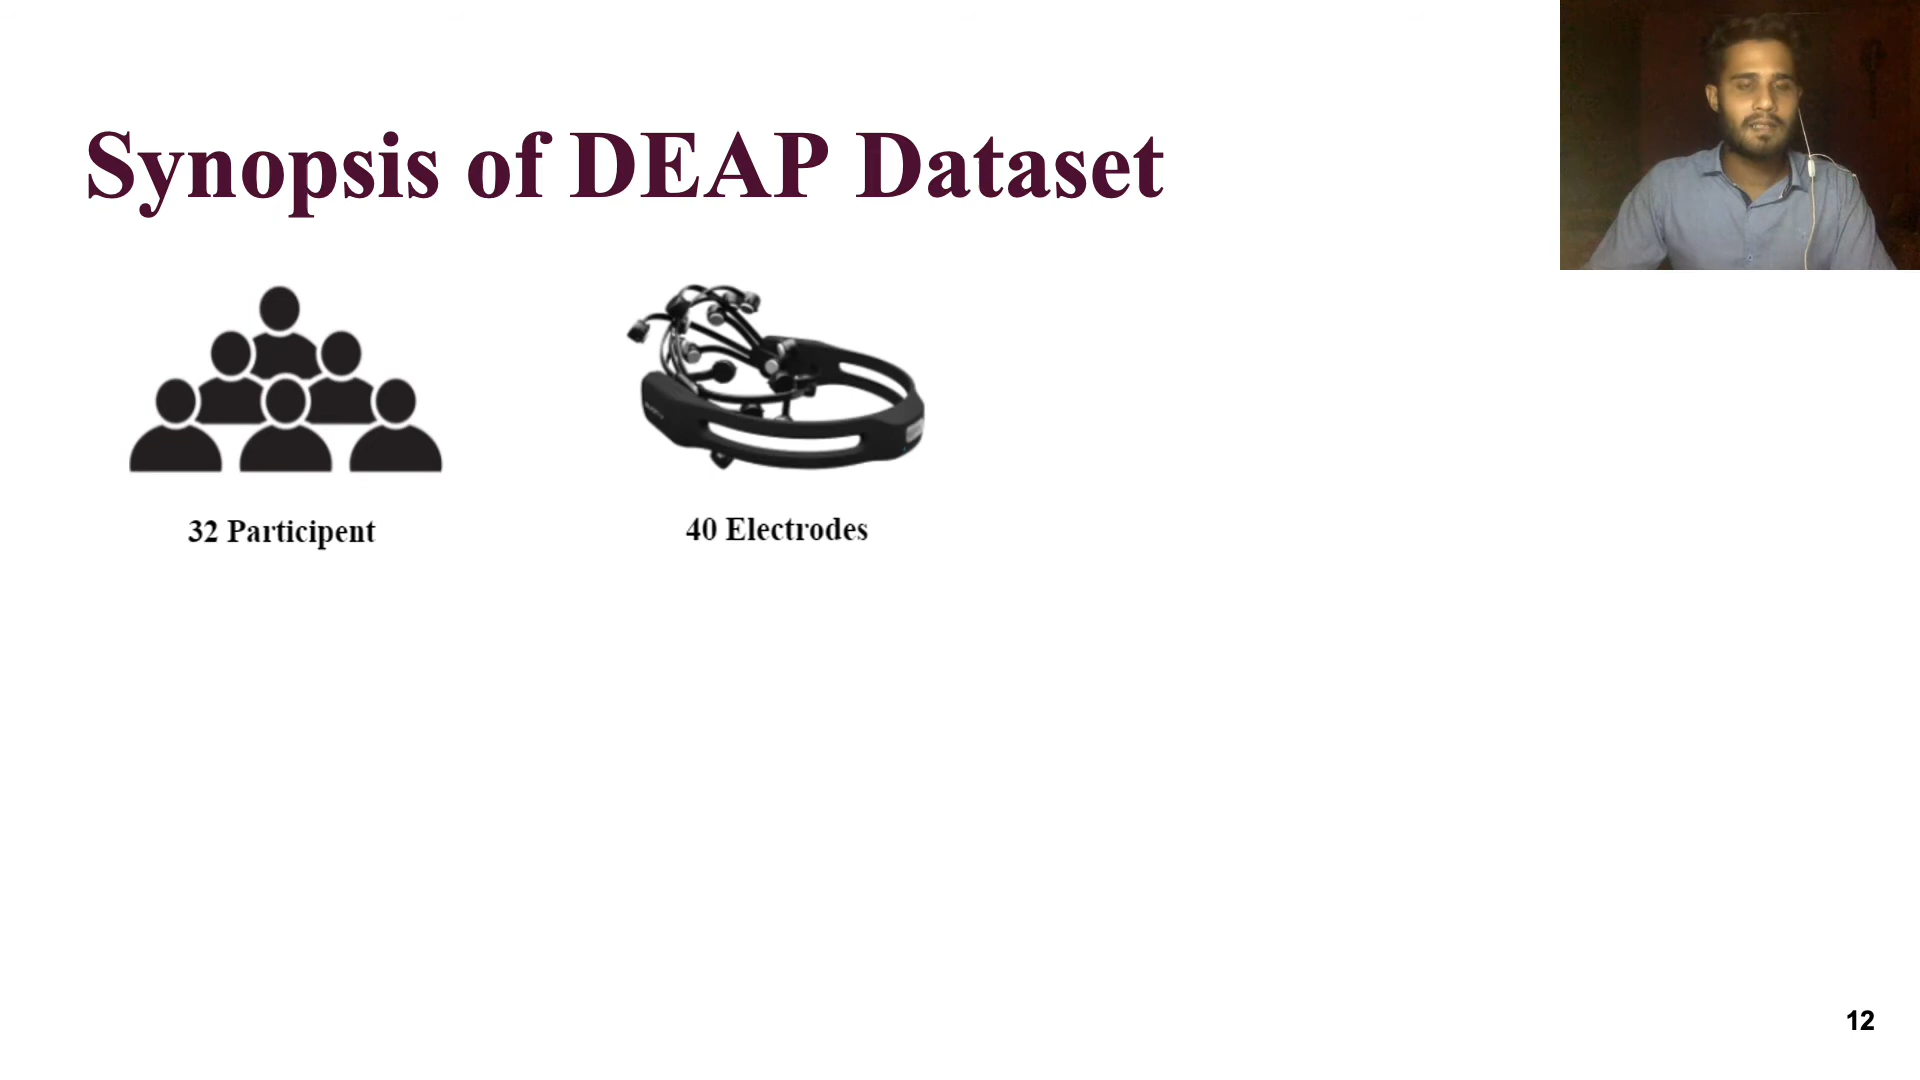 Synopsis of DEAP Dataset
32 Participent
40 Electrodes
12